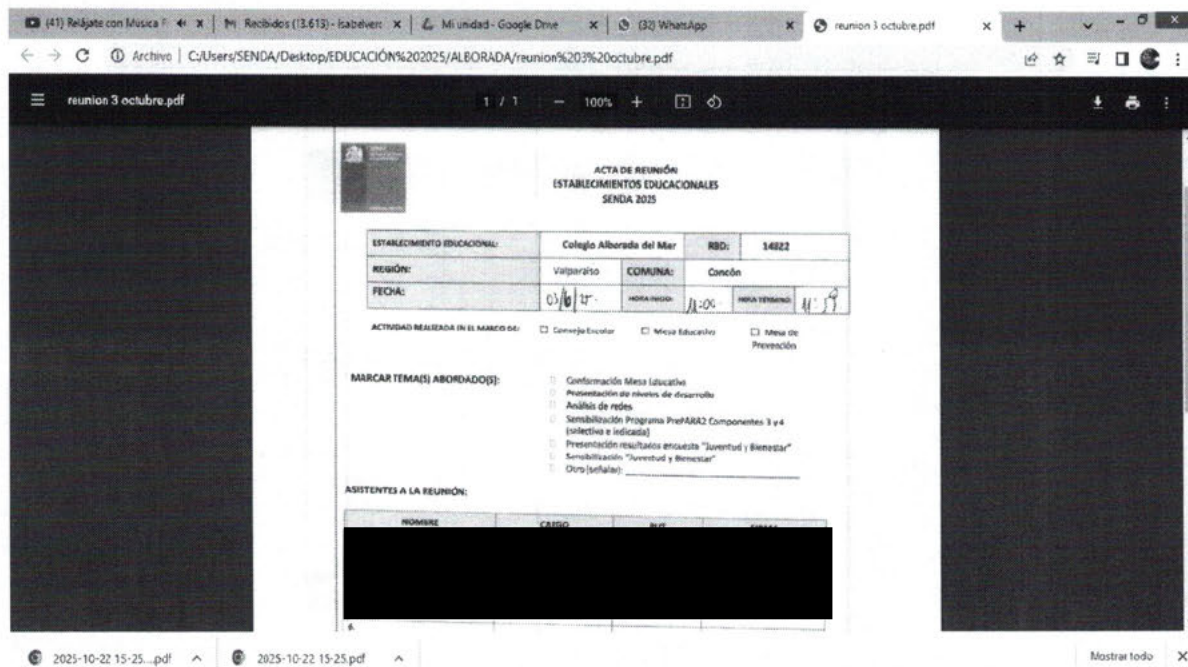 (41) Relájate con Musica R
Recibidos (13.615) - isabelverc
Mi unidad - Google Drive
(32) WhatsApp
reunion 3 octubre.pdf
Archivo | C:/Users/SENDA/Desktop/EDUCACIÓN%202025/ALBORADA/reunion%203%20octubre.pdf
reunion 3 octubre.pdf
1 / 1 − 100% +
ACTA DE REUNIÓN
ESTABLECIMIENTOS EDUCACIONALES
SENDA 2025
ESTABLECIMIENTO EDUCACIONAL: Colegio Alborada del Mar RBD: 14822
REGIÓN: Valparaíso COMUNA: Concón
FECHA: HORA INICIO: 11:00 HORA TÉRMINO:
ACTIVIDAD REALIZADA EN EL MARCO DE: Consejo Escolar Mesa Educativa Mesa de
Prevención
MARCAR TEMA(S) ABORDADO(S):
Conformación Mesa Educativa
Presentación de niveles de desarrollo
Análisis de redes
Sensibilización Programa PrePARA2 Componentes 3 y 4
(selectiva e indicada)
Presentación resultados encuesta "Juventud y Bienestar"
Sensibilización "Juventud y Bienestar"
Otro (señalar):
ASISTENTES A LA REUNIÓN:
NOMBRE CARGO RUT FIRMA
2025-10-22 15-25....pdf
2025-10-22 15-25.pdf
Mostrar todo